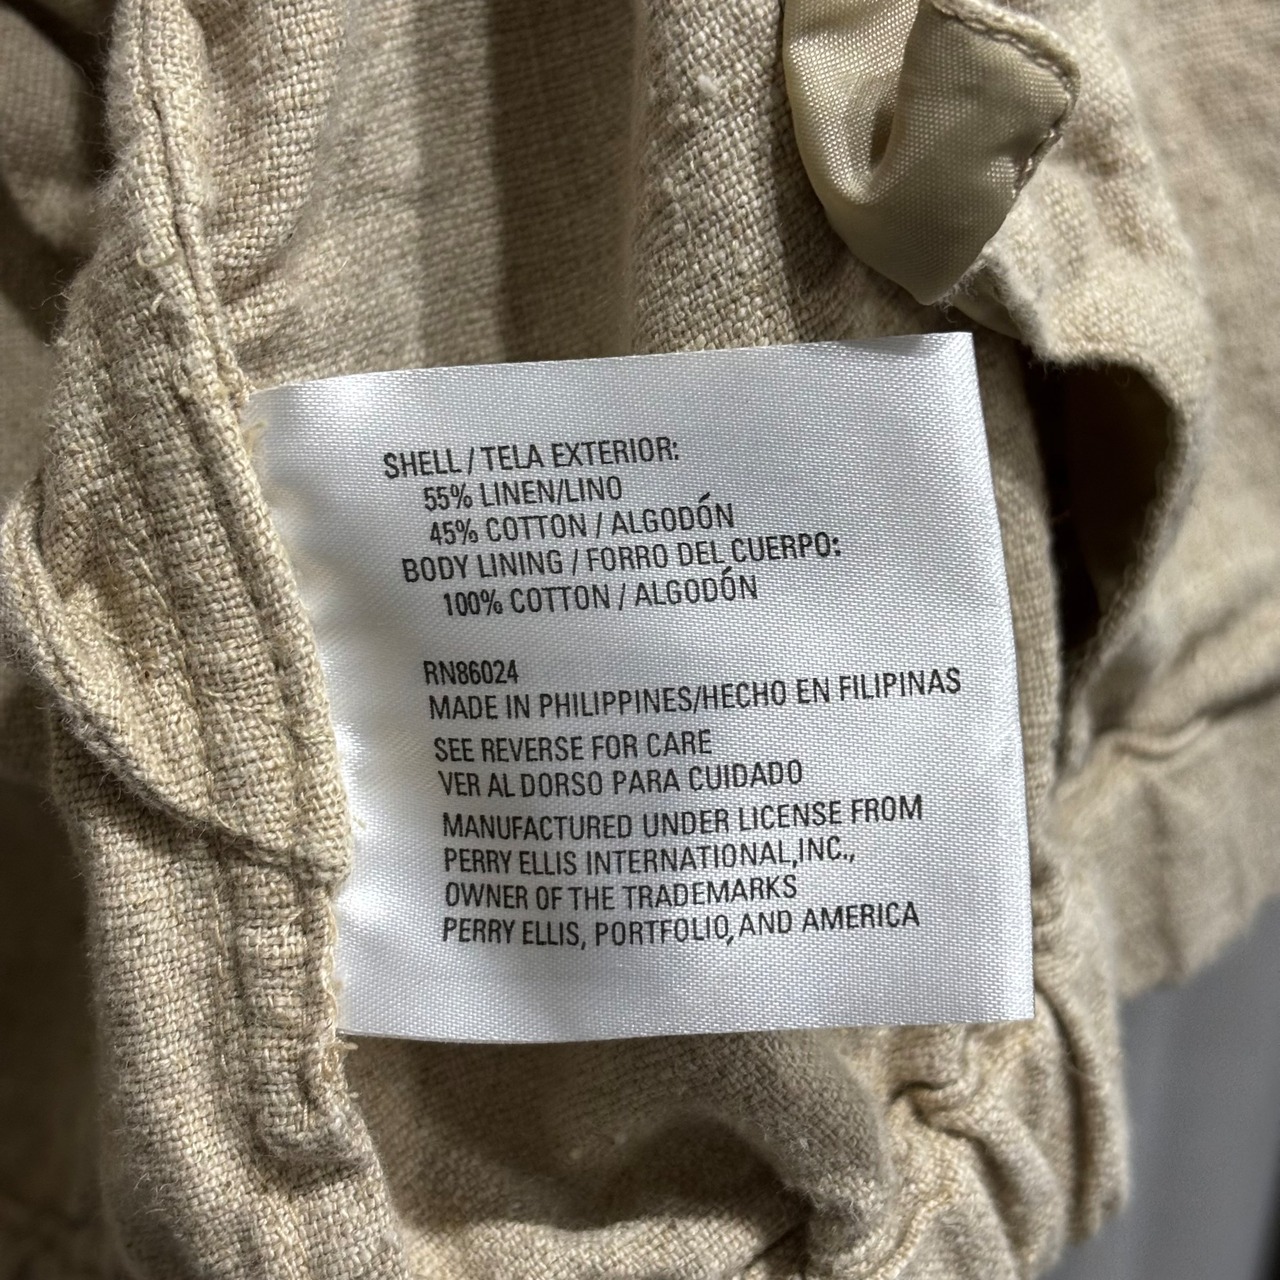 SHELL / TELA EXTERIOR:
55% LINEN/LINO
45% COTTON / ALGODÓN
BODY LINING / FORRO DEL CUERPO:
100% COTTON / ALGODÓN
RN86024
MADE IN PHILIPPINES/HECHO EN FILIPINAS
SEE REVERSE FOR CARE
VER AL DORSO PARA CUIDADO
MANUFACTURED UNDER LICENSE FROM
PERRY ELLIS INTERNATIONAL,INC.,
OWNER OF THE TRADEMARKS
PERRY ELLIS, PORTFOLIO, AND AMERICA